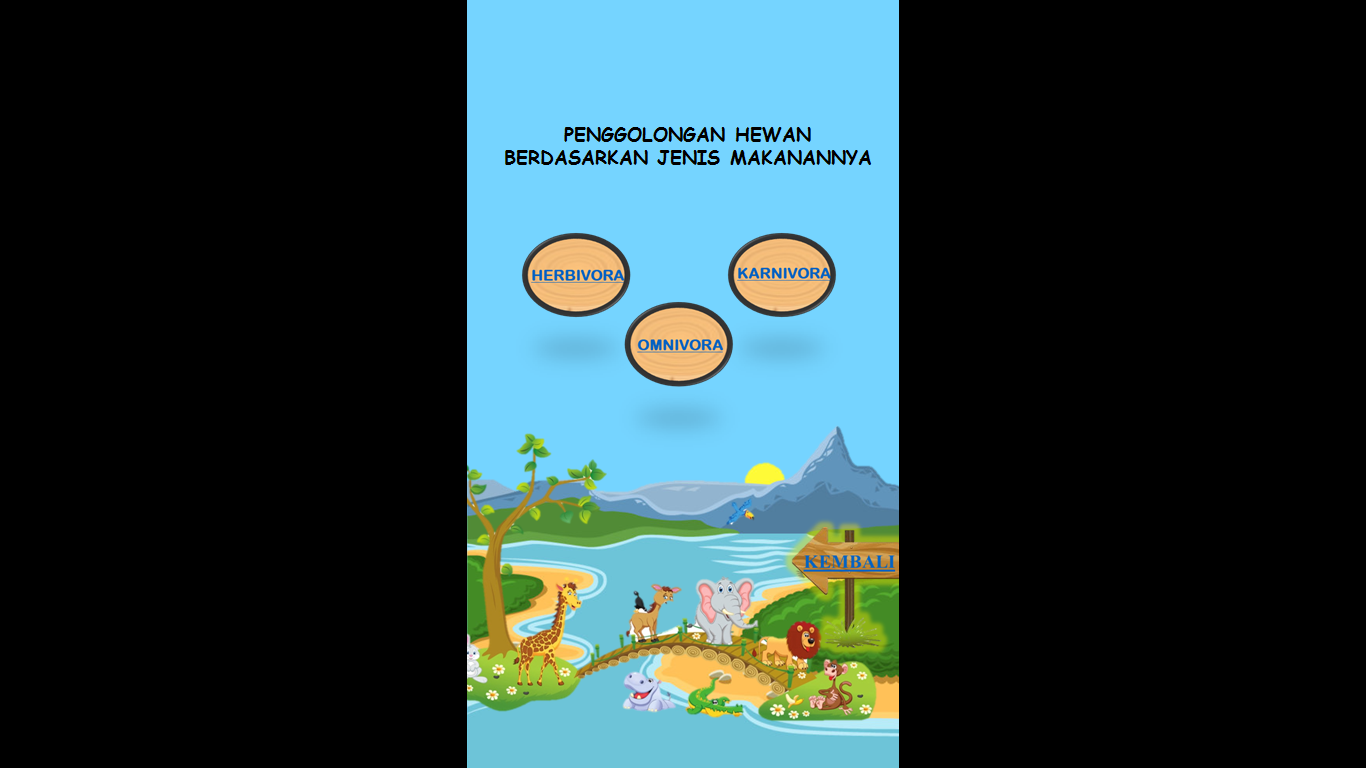 PENGGOLONGAN HEWAN
BERDASARKAN JENIS MAKANANNYA
HERBIVORA
KARNIVORA
OMNIVORA
KEMBALI